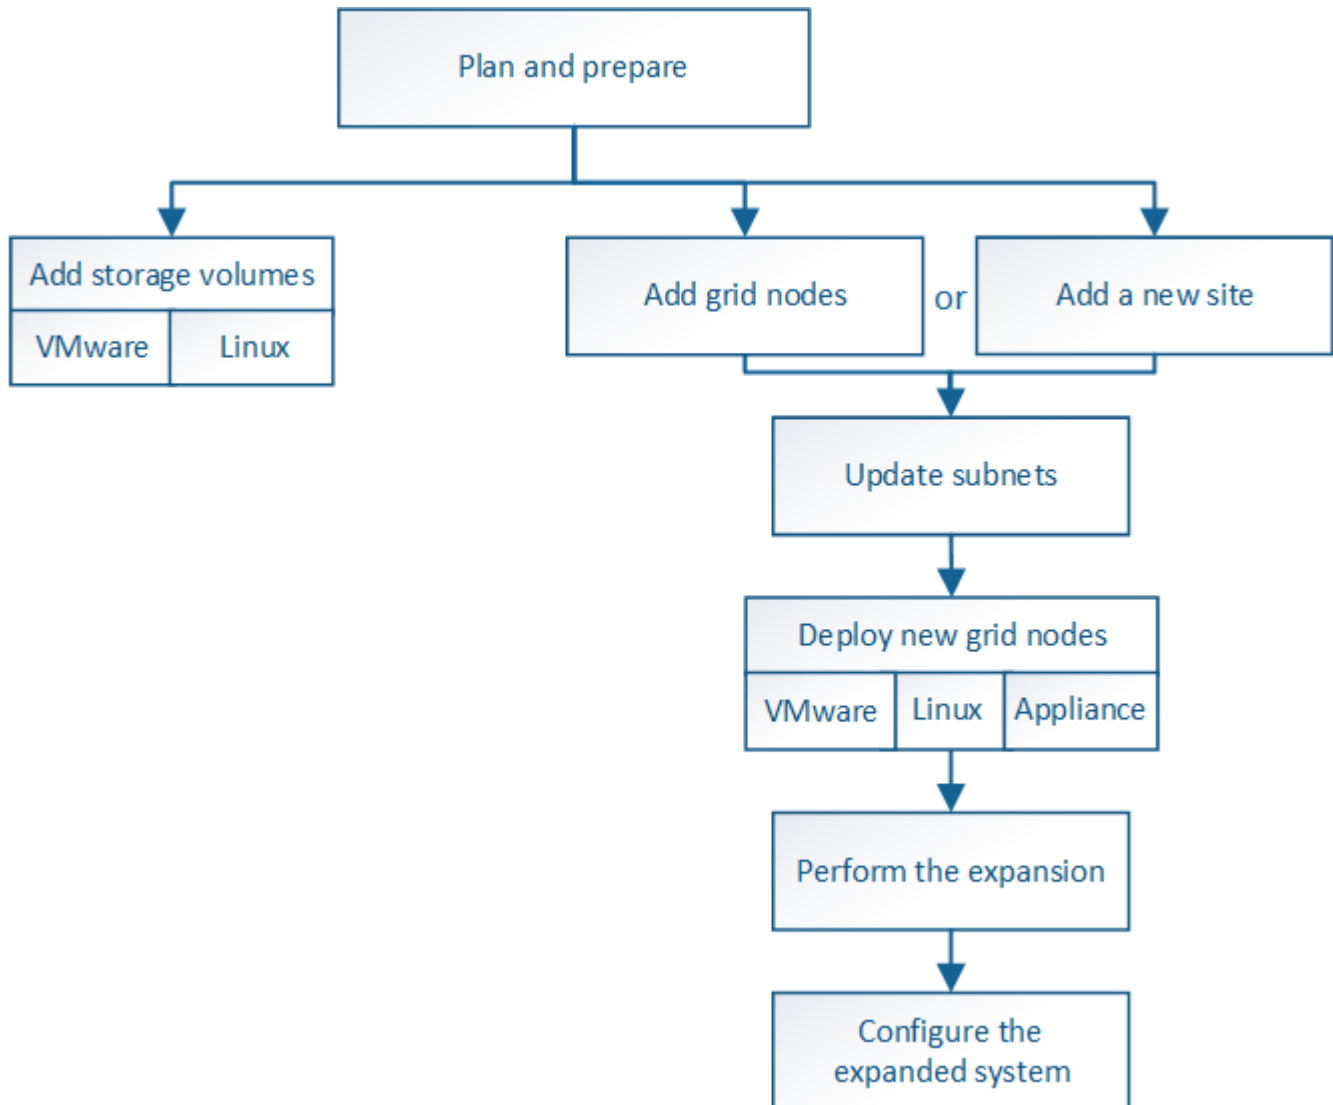 Plan and prepare
Add storage volumes
VMware
Linux
Add grid nodes
or
Add a new site
Update subnets
Deploy new grid nodes
VMware
Linux
Appliance
Perform the expansion
Configure the
expanded system